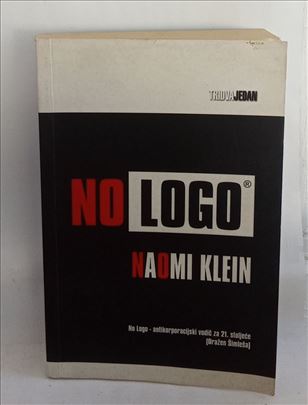 TRIDVAJEDAN
NO LOGO®
NAOMI KLEIN
No Logo - antikorporacijski vodič za 21. stoljeće
(Dražen Šimleša)